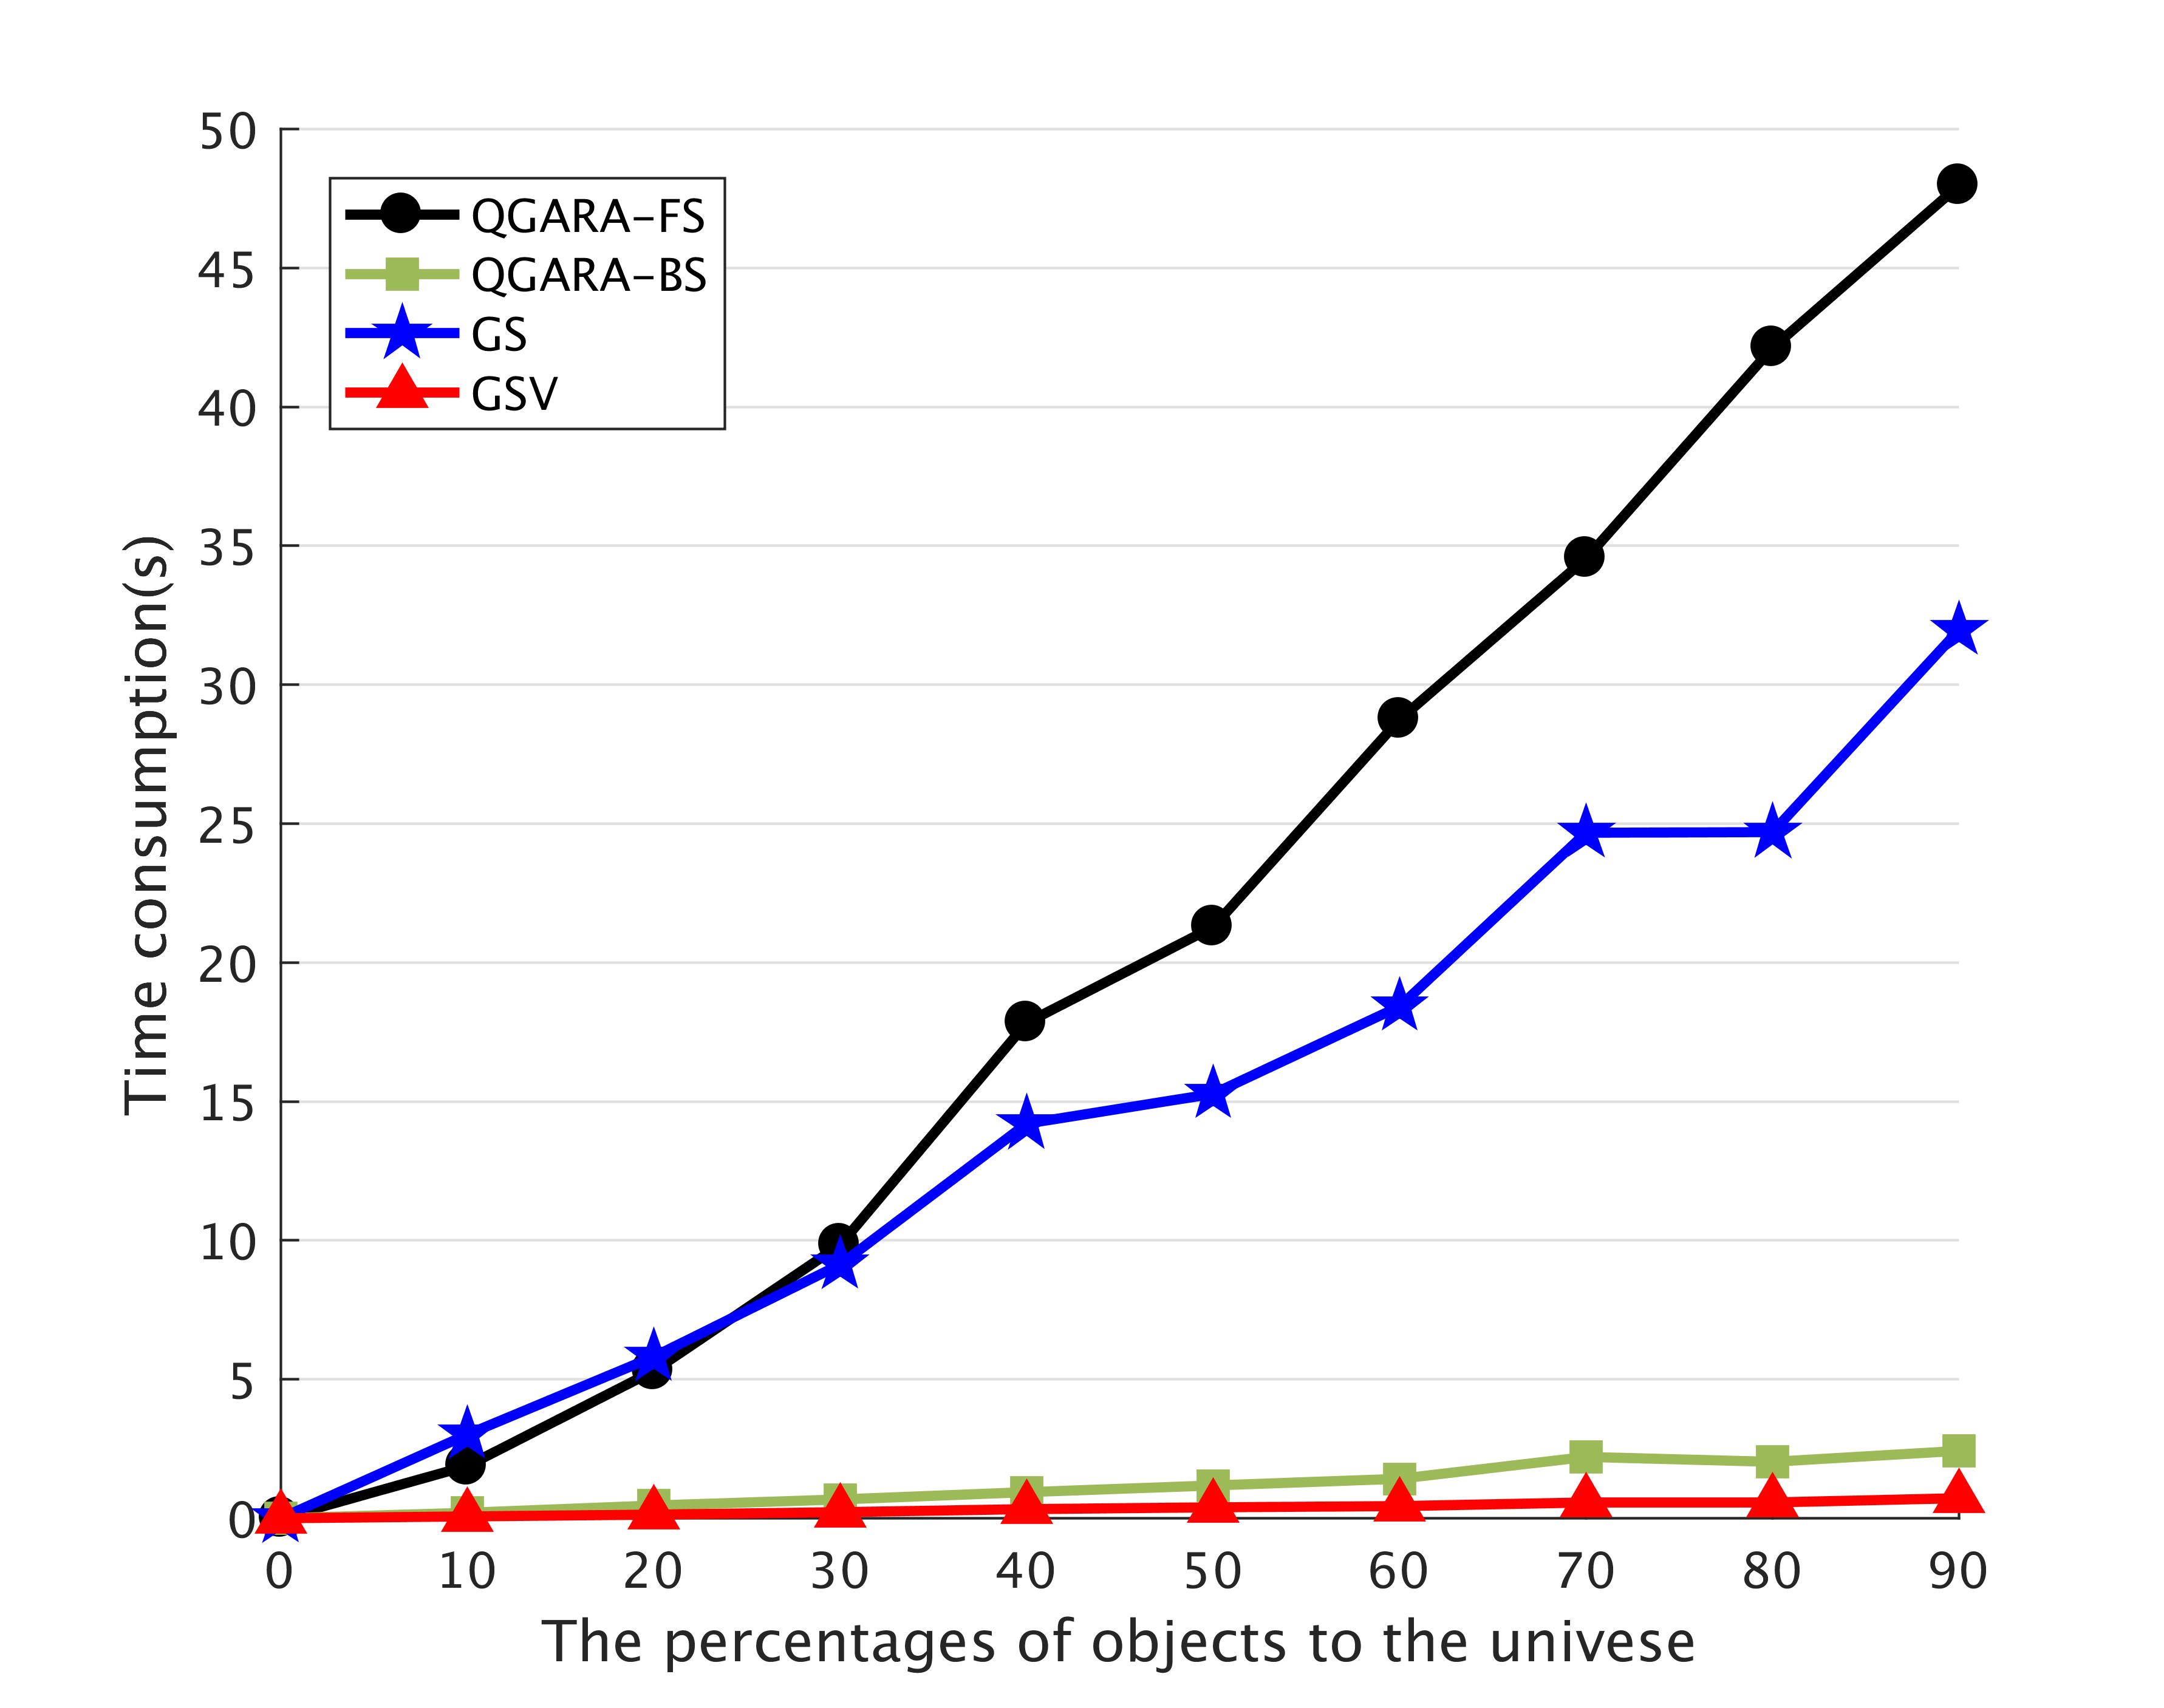 50
45
40
35
30
25
20
15
10
5
0
Time consumption(s)
QGARA-FS
QGARA-BS
GS
GSV
0 10 20 30 40 50 60 70 80 90
The percentages of objects to the univese